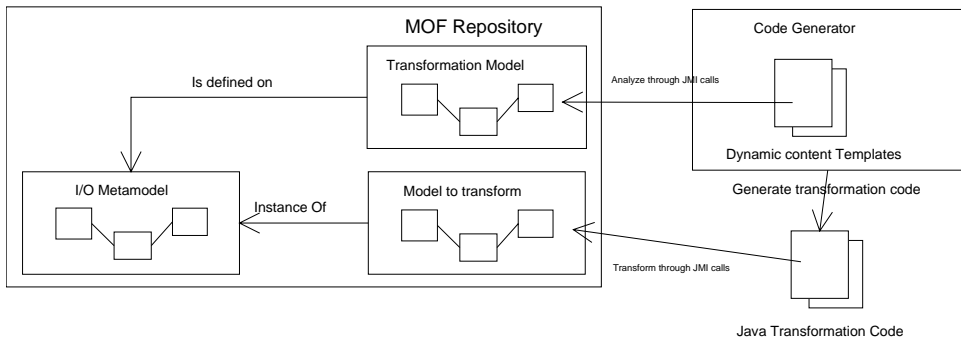 MOF Repository
Code Generator
Transformation Model
Is defined on
Analyze through JMI calls
Dynamic content Templates
I/O Metamodel
Model to transform
Generate transformation code
Instance Of
Transform through JMI calls
Java Transformation Code